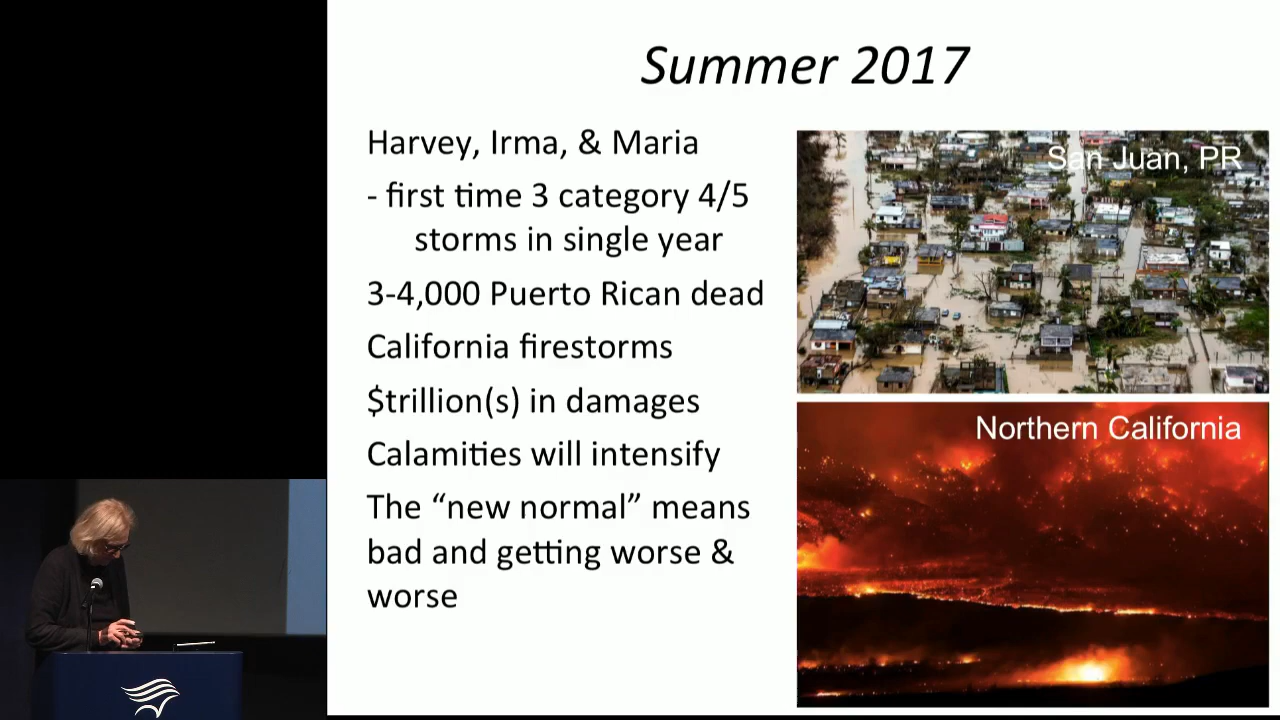 Summer 2017
Harvey, Irma, & Maria
- first time 3 category 4/5
storms in single year
3-4,000 Puerto Rican dead
California firestorms
$trillion(s) in damages
Calamities will intensify
The “new normal” means
bad and getting worse &
worse
San Juan, PR
Northern California